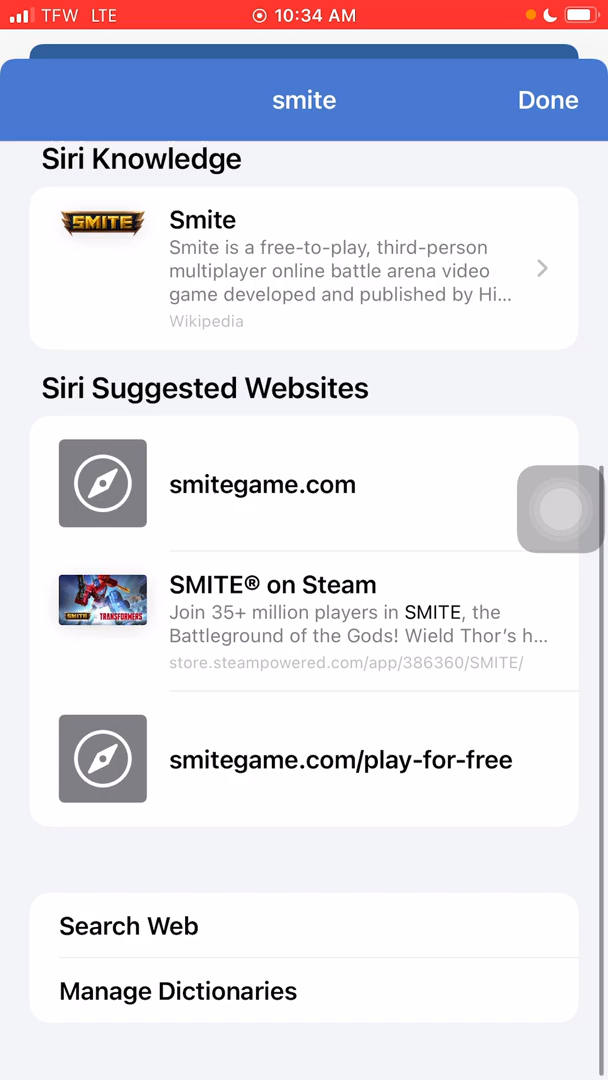 TFW LTE 10:34 AM
smite Done
Siri Knowledge
SMITE
Smite
Smite is a free-to-play, third-person
multiplayer online battle arena video
game developed and published by Hi...
Wikipedia
Siri Suggested Websites
smitegame.com
SMITE TRANSFORMERS
SMITE® on Steam
Join 35+ million players in SMITE, the
Battleground of the Gods! Wield Thor's h...
store.steampowered.com/app/386360/SMITE/
smitegame.com/play-for-free
Search Web
Manage Dictionaries